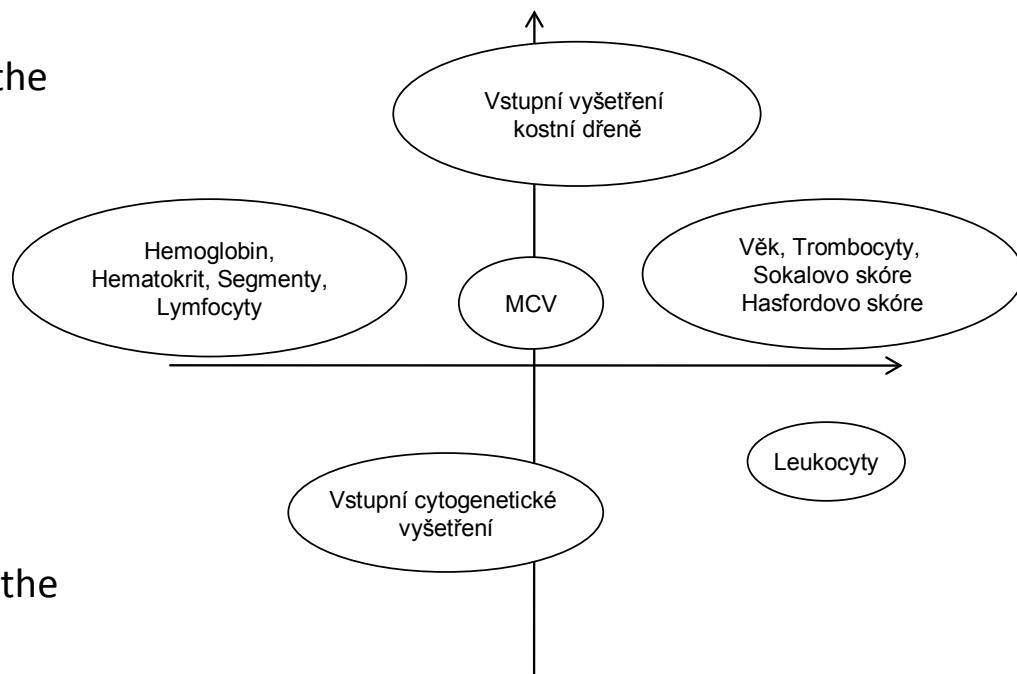 the
Vstupní vyšetření
kostní dřeně
Hemoglobin,
Hematokrit, Segmenty,
Lymfocyty
MCV
Věk, Trombocyty,
Sokalovo skóre
Hasfordovo skóre
Leukocyty
Vstupní cytogenetické
vyšetření
the